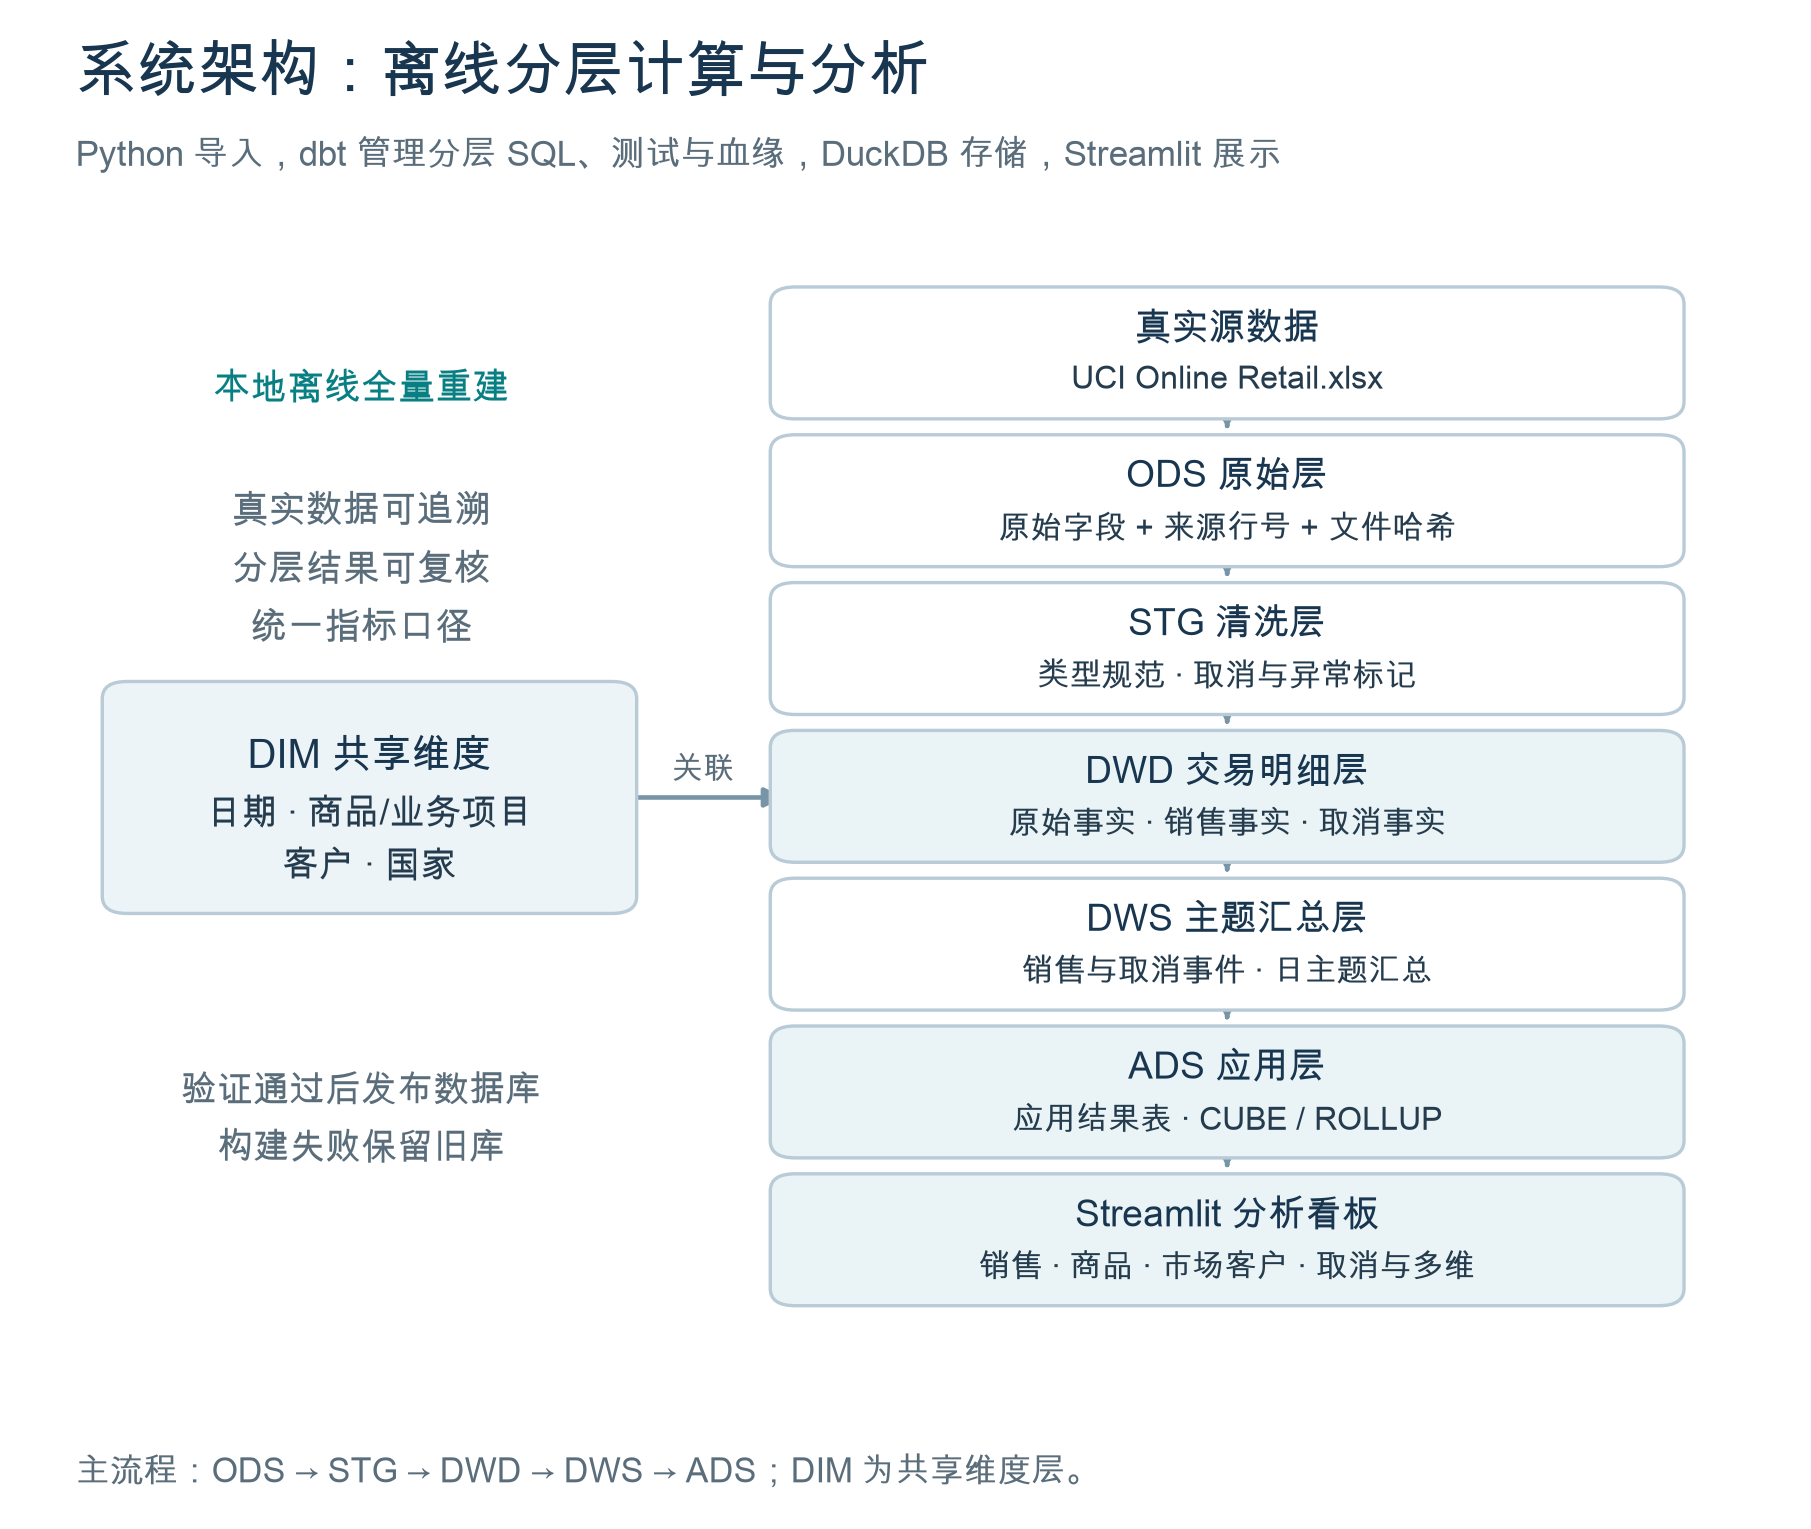 系统架构：离线分层计算与分析
Python 导入，dbt 管理分层 SQL、测试与血缘，DuckDB 存储，Streamlit 展示
本地离线全量重建
真实数据可追溯
分层结果可复核
统一指标口径
DIM 共享维度
日期 · 商品/业务项目
客户 · 国家
关联
验证通过后发布数据库
构建失败保留旧库
真实源数据
UCI Online Retail.xlsx
ODS 原始层
原始字段 + 来源行号 + 文件哈希
STG 清洗层
类型规范 · 取消与异常标记
DWD 交易明细层
原始事实 · 销售事实 · 取消事实
DWS 主题汇总层
销售与取消事件 · 日主题汇总
ADS 应用层
应用结果表 · CUBE / ROLLUP
Streamlit 分析看板
销售 · 商品 · 市场客户 · 取消与多维
主流程：ODS → STG → DWD → DWS → ADS；DIM 为共享维度层。